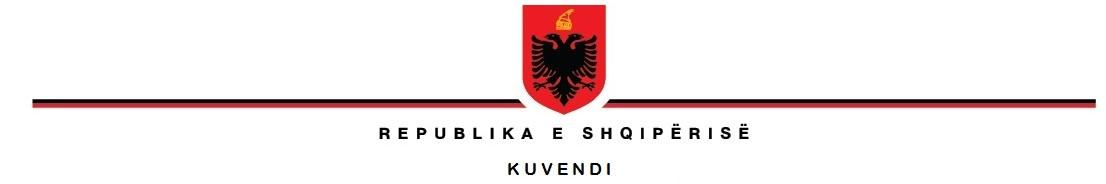 REPUBLIKA E SHQIPËRISË
KUVENDI